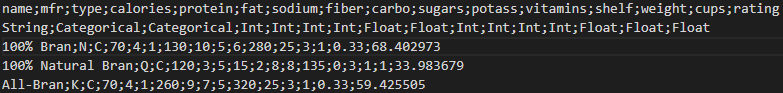 name;mfr;type;calories;protein;fat;sodium;fiber;carbo;sugars;potass;vitamins;shelf;weight;cups;rating
String;Categorical;Categorical;Int;Int;Int;Int;Float;Float;Int;Int;Int;Int;Float;Float;Float
100% Bran;N;C;70;4;1;130;10;5;6;280;25;3;1;0.33;68.402973
100% Natural Bran;Q;C;120;3;5;15;2;8;8;135;0;3;1;1;33.983679
All-Bran;K;C;70;4;1;260;9;7;5;320;25;3;1;0.33;59.425505